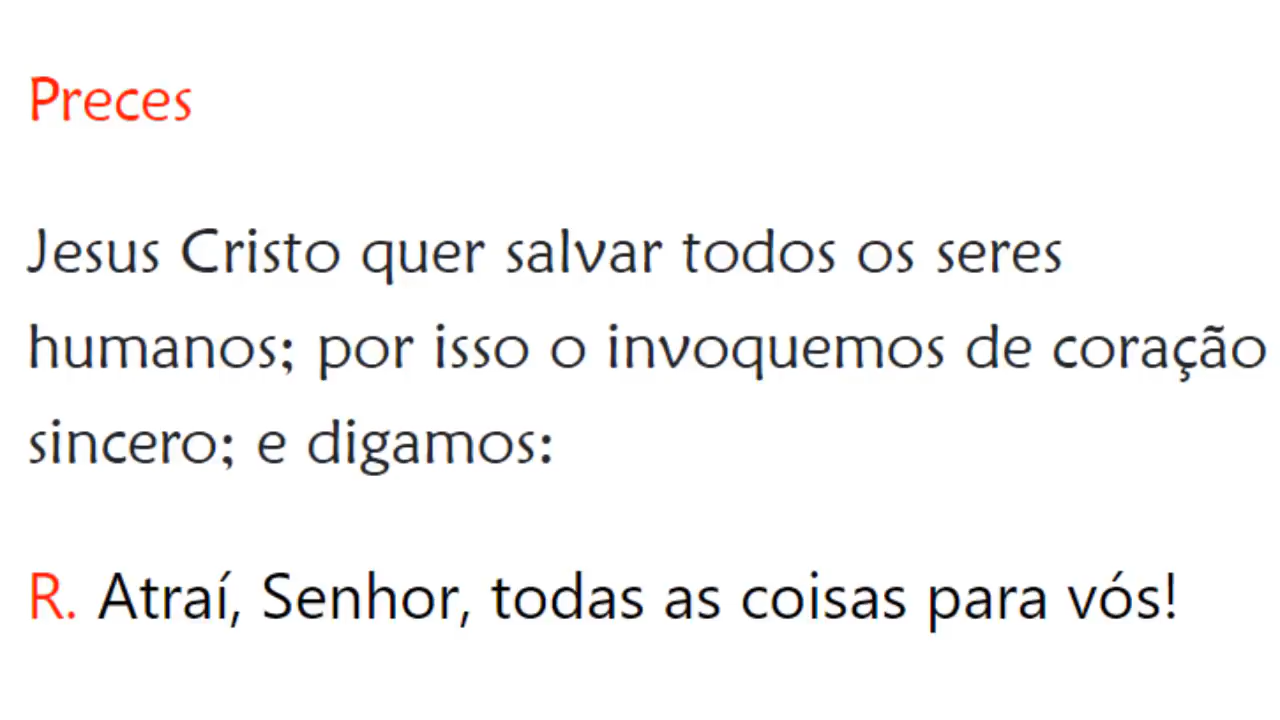 Preces
Jesus Cristo quer salvar todos os seres
humanos; por isso o invoquemos de coração
sincero; e digamos:
R. Atraí, Senhor, todas as coisas para vós!